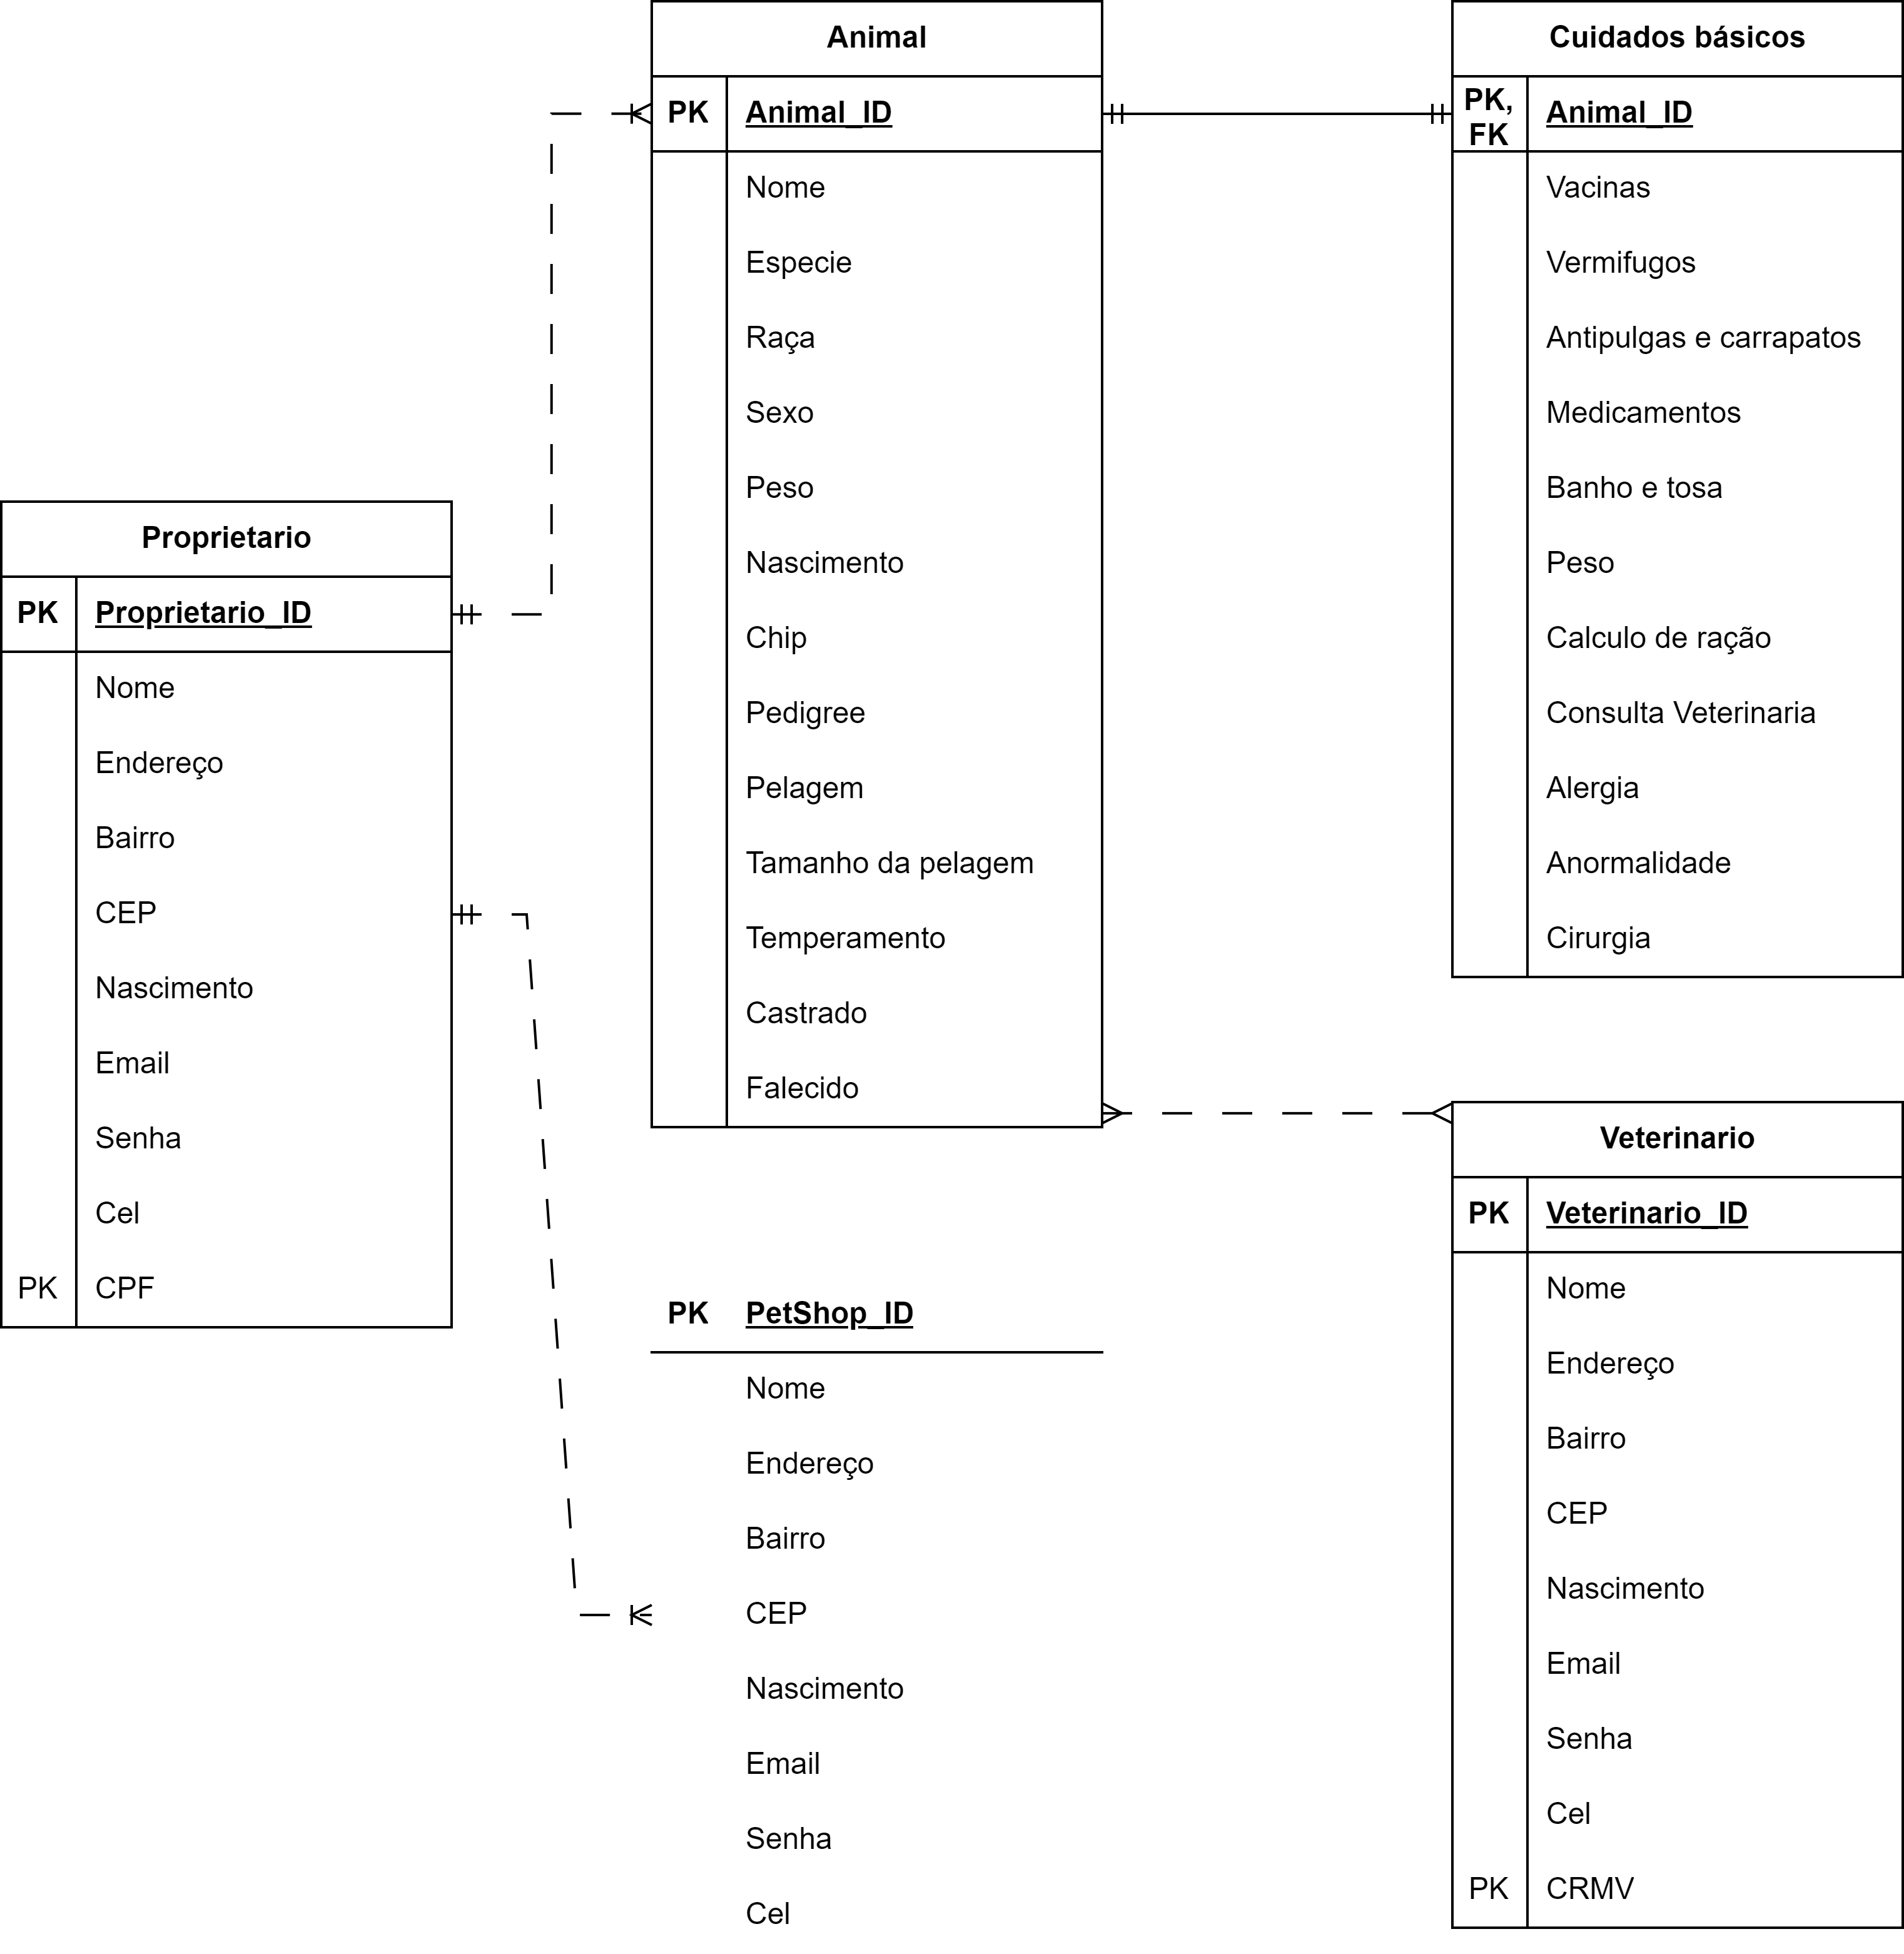 Animal
PK Animal_ID
Nome
Especie
Raça
Sexo
Peso
Nascimento
Chip
Pedigree
Pelagem
Tamanho da pelagem
Temperamento
Castrado
Falecido
Cuidados básicos
PK,
FK
Animal_ID
Vacinas
Vermifugos
Antipulgas e carrapatos
Medicamentos
Banho e tosa
Peso
Calculo de ração
Consulta Veterinaria
Alergia
Anormalidade
Cirurgia
Proprietario
PK Proprietario_ID
Nome
Endereço
Bairro
CEP
Nascimento
Email
Senha
Cel
PK CPF
PK PetShop_ID
Nome
Endereço
Bairro
CEP
Nascimento
Email
Senha
Cel
Veterinario
PK Veterinario_ID
Nome
Endereço
Bairro
CEP
Nascimento
Email
Senha
Cel
PK CRMV